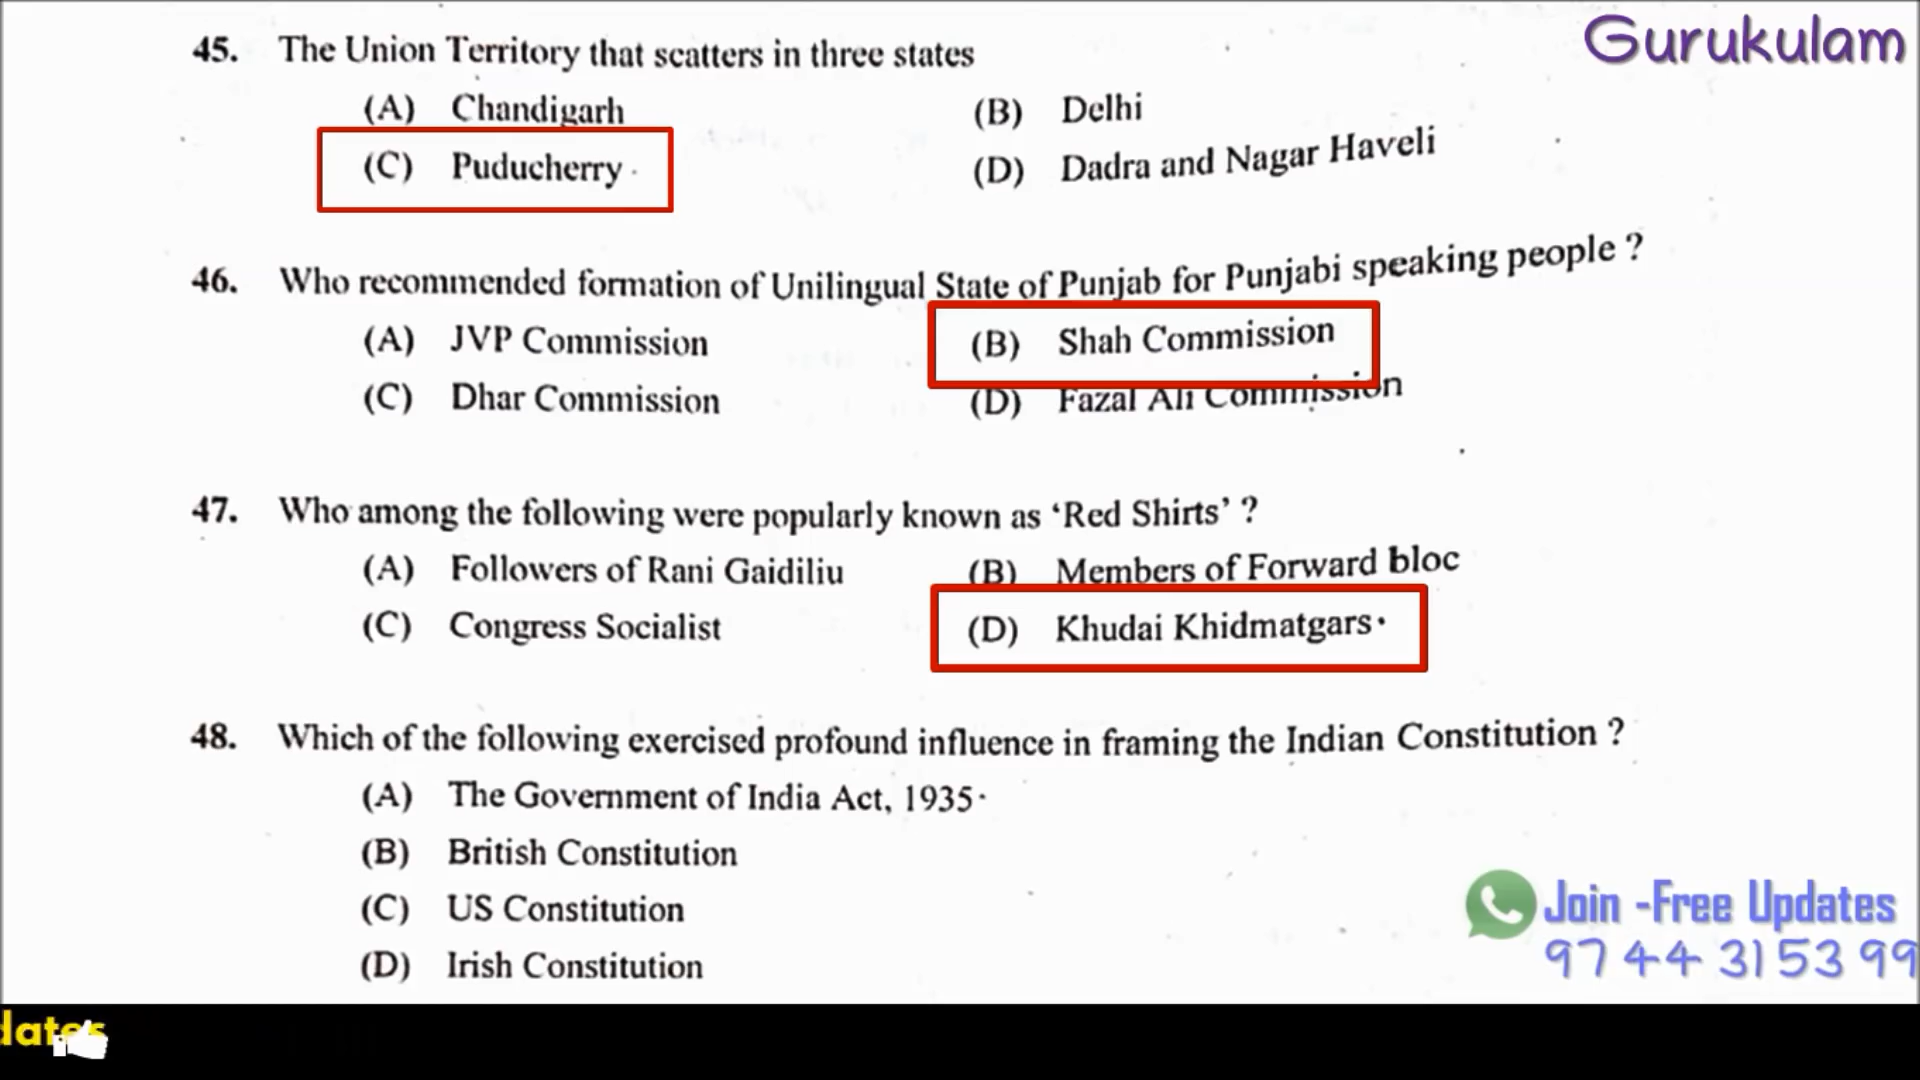 Gurukulam
45. The Union Territory that scatters in three states
(A) Chandigarh (B) Delhi
(C) Puducherry (D) Dadra and Nagar Haveli
46. Who recommended formation of Unilingual State of Punjab for Punjabi speaking people ?
(A) JVP Commission (B) Shah Commission
(C) Dhar Commission (D) Fazal Ali Commission
47. Who among the following were popularly known as ‘Red Shirts’ ?
(A) Followers of Rani Gaidiliu (B) Members of Forward bloc
(C) Congress Socialist (D) Khudai Khidmatgars
48. Which of the following exercised profound influence in framing the Indian Constitution ?
(A) The Government of India Act, 1935
(B) British Constitution
(C) US Constitution
(D) Irish Constitution
Join -Free Updates
97 44 3153 99
dates